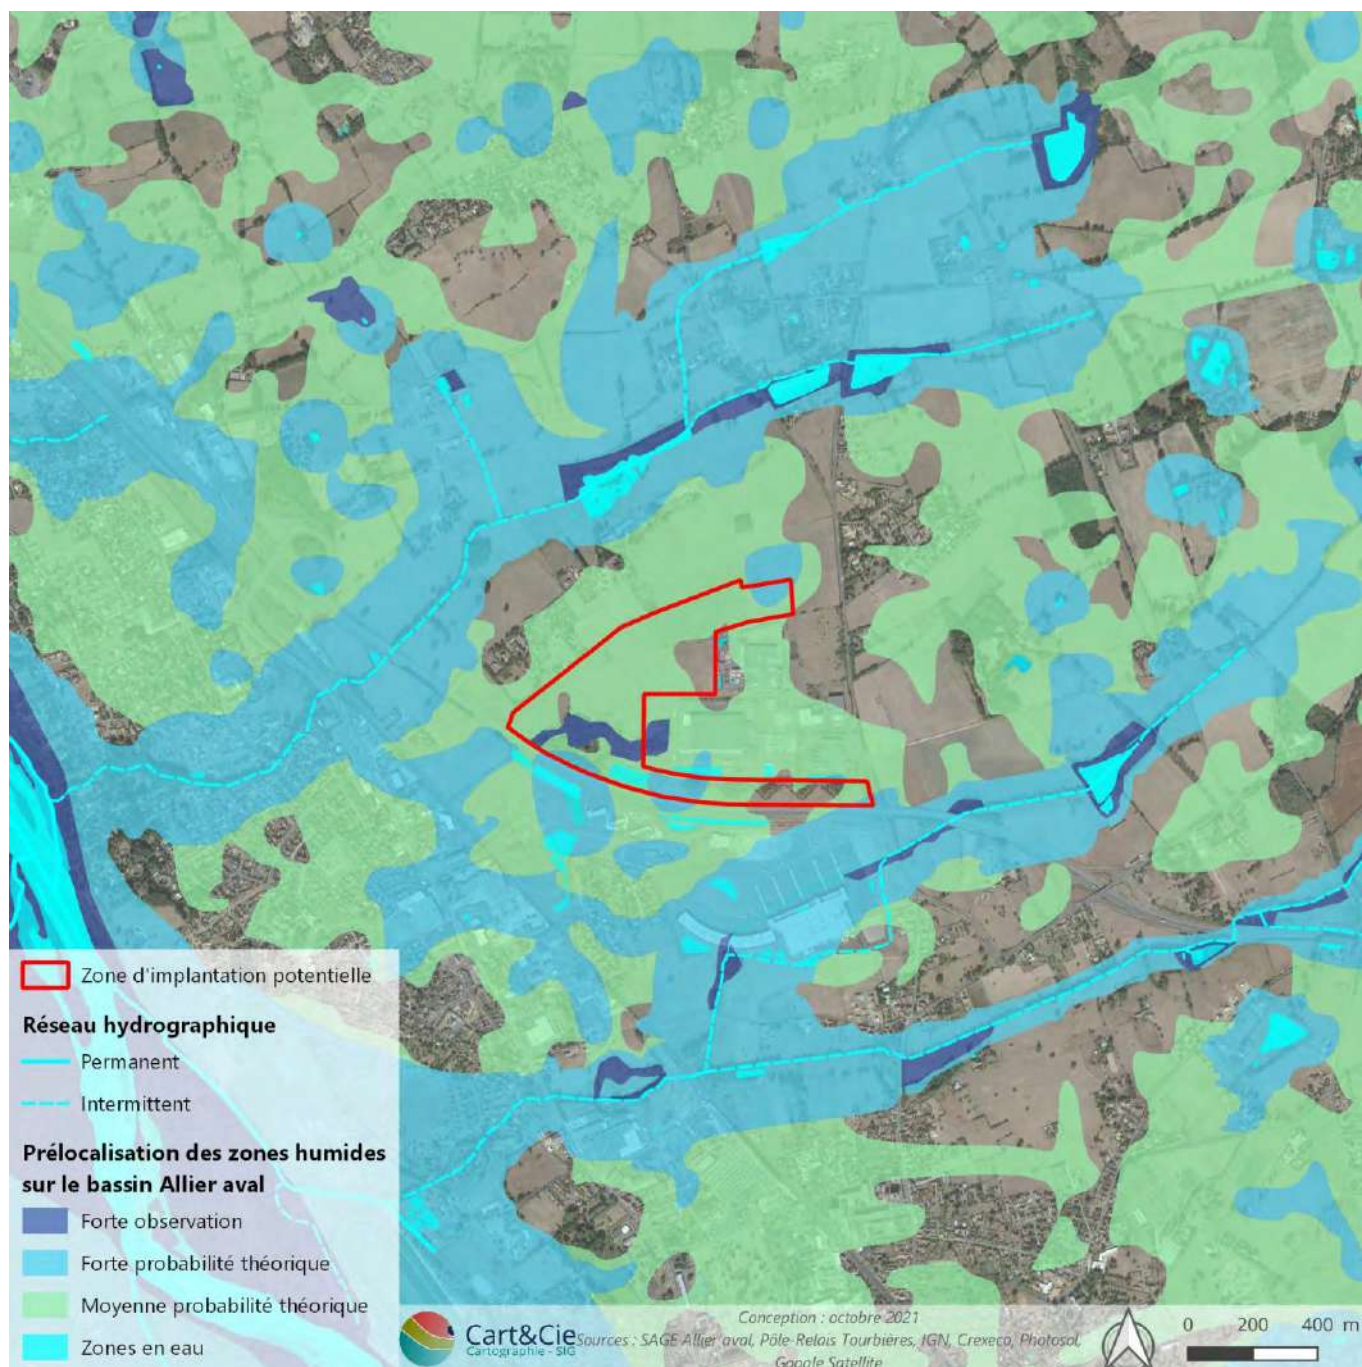 Zone d'implantation potentielle
Réseau hydrographique
Permanent
Intermittent
Prélocalisation des zones humides
sur le bassin Allier aval
Forte observation
Forte probabilité théorique
Moyenne probabilité théorique
Zones en eau
Cart&Cie
Cartographie - SIG
Conception : octobre 2021
Sources : SAGE Allier aval, Pôle-Relais Tourbières, IGN, Crexeco, Photosol,
Google Satellite
0 200 400 m